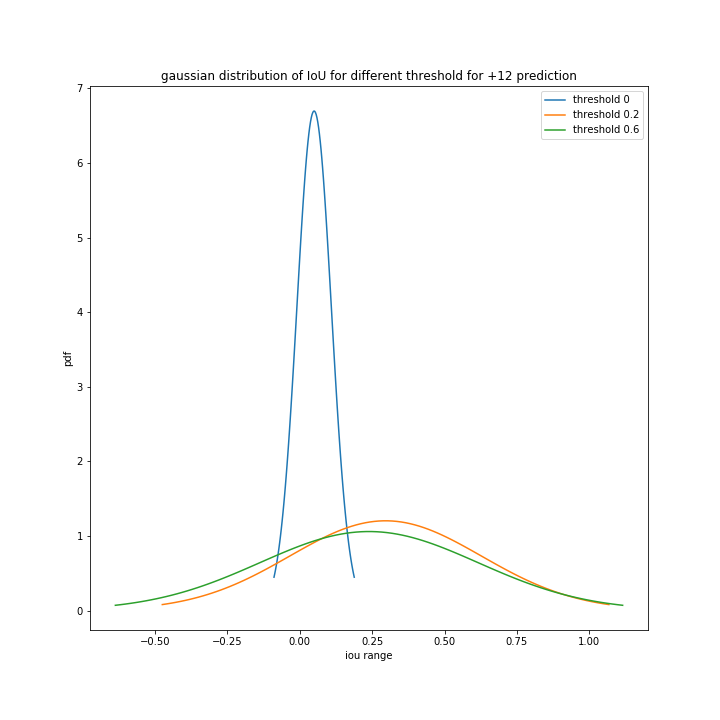 gaussian distribution of IoU for different threshold for +12 prediction
threshold 0
threshold 0.2
threshold 0.6
7
6
5
4
3
2
1
0
pdf
−0.50 −0.25 0.00 0.25 0.50 0.75 1.00
iou range